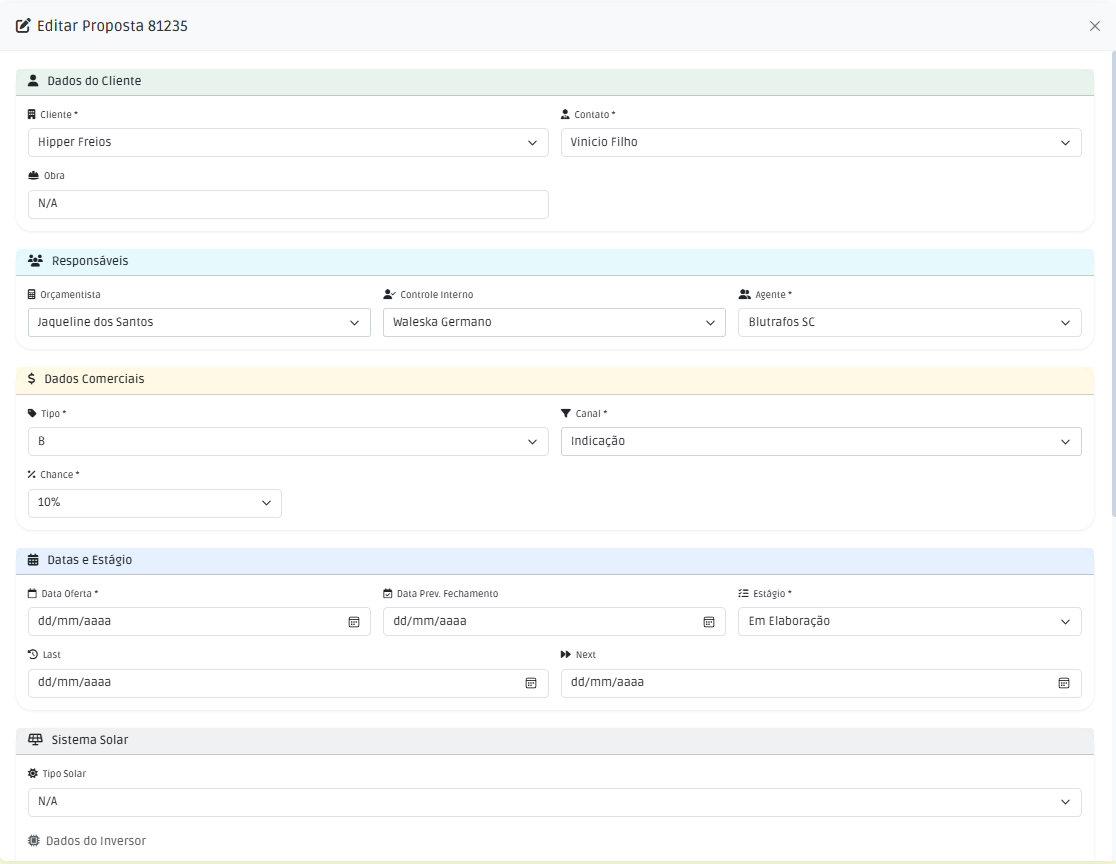 Editar Proposta 81235
Dados do Cliente
Cliente * Contato *
Hipper Freios Vinicio Filho
Obra
N/A
Responsáveis
Orçamentista Controle Interno Agente *
Jaqueline dos Santos Waleska Germano Blutrafos SC
$ Dados Comerciais
Tipo * Canal *
B Indicação
% Chance *
10%
Datas e Estágio
Data Oferta * Data Prev. Fechamento Estágio *
dd/mm/aaaa dd/mm/aaaa Em Elaboração
Last Next
dd/mm/aaaa dd/mm/aaaa
Sistema Solar
Tipo Solar
N/A
Dados do Inversor